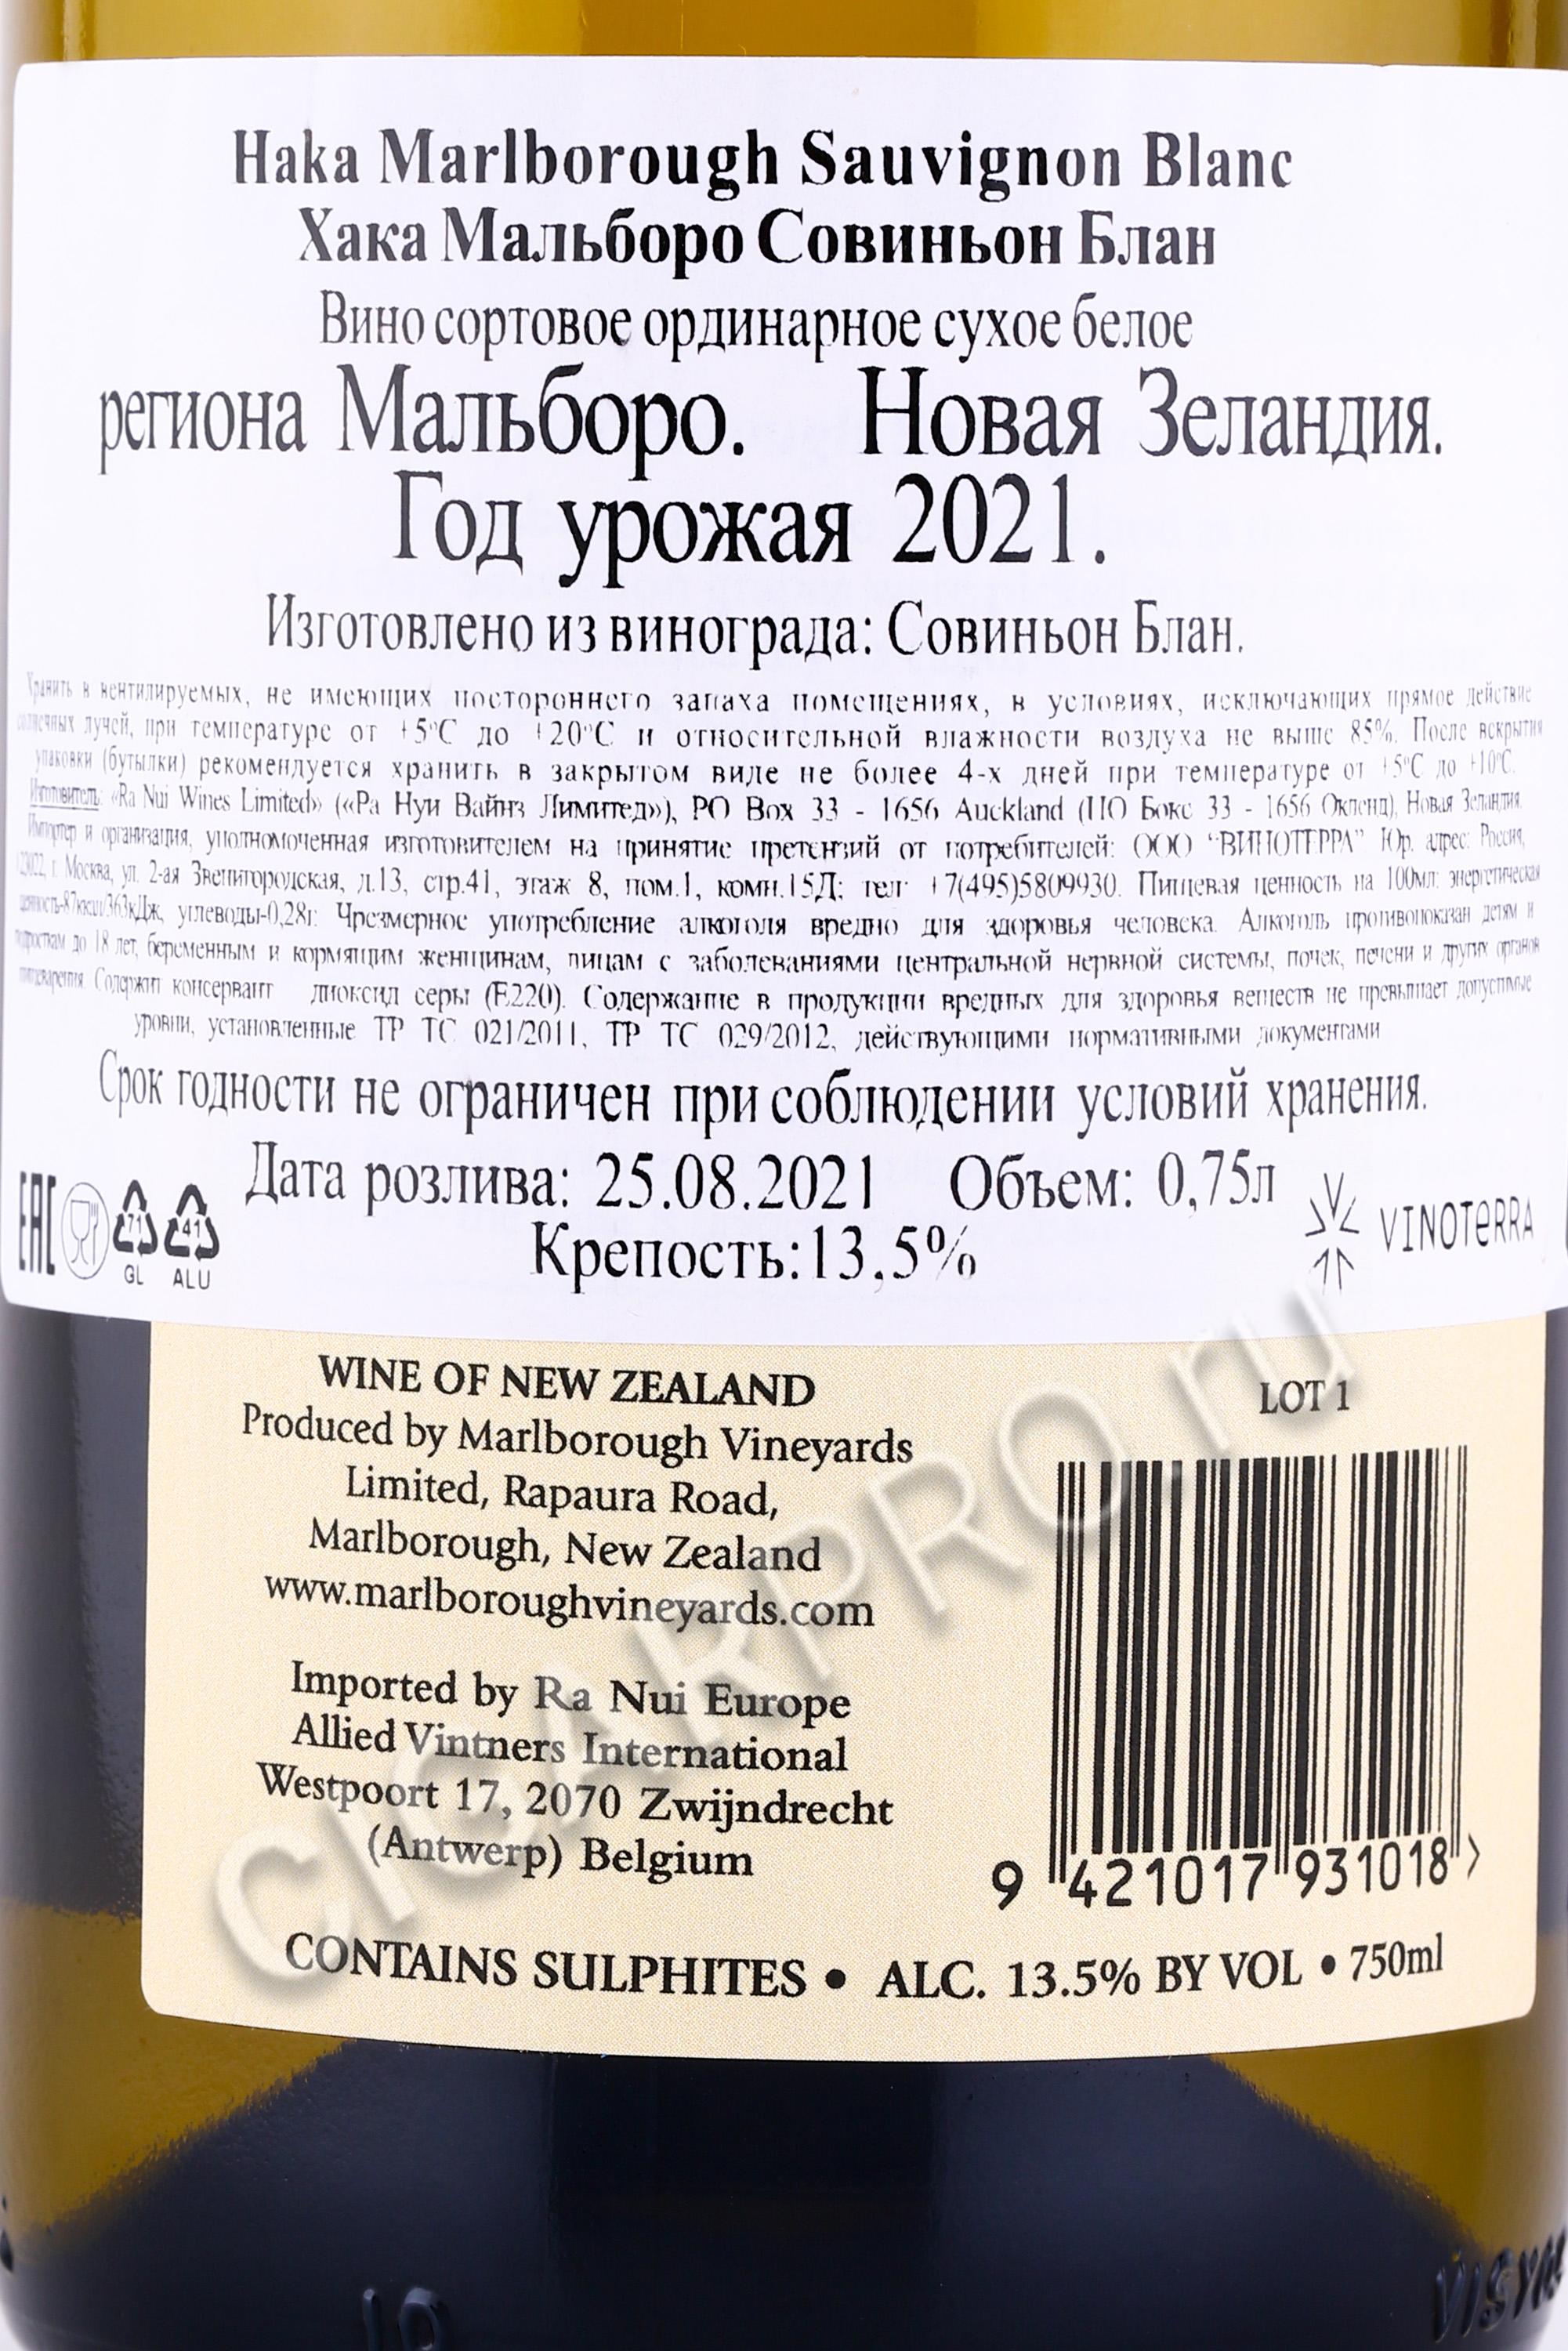 Haka Marlborough Sauvignon Blanc
Хака Мальборо Совиньон Блан
Вино сортовое ординарное сухое белое
региона Мальборо. Новая Зеландия.
Год урожая 2021.
Изготовлено из винограда: Совиньон Блан.
Хранить в вентилируемых, не имеющих постороннего запаха помещениях, в условиях, исключающих прямое действие
солнечных лучей, при температуре от +5°C до +20°C и относительной влажности воздуха не выше 85%. После вскрытия
упаковки (бутылки) рекомендуется хранить в закрытом виде не более 4-х дней при температуре от +5°C до +10°C.
Изготовитель: «Ra Nui Wines Limited» («Ра Нуи Вайнз Лимитед»), PO Box 33 - 1656 Auckland (ПО Бокс 33 - 1656 Окленд), Новая Зеландия.
Импортер и организация, уполномоченная изготовителем на принятие претензий от потребителей: ООО "ВИНОТЕРРА" Юр. адрес: Россия,
123022, г. Москва, ул. 2-ая Звенигородская, д.13, стр.41, этаж 8, пом.1, комн.15Д; тел: +7(495)5809930. Пищевая ценность на 100мл: энергетическая
ценность-87ккал/363кДж, углеводы-0,28г. Чрезмерное употребление алкоголя вредно для здоровья человека. Алкоголь противопоказан детям и
подросткам до 18 лет, беременным и кормящим женщинам, лицам с заболеваниями центральной нервной системы, почек, печени и других органов
пищеварения. Содержит консервант диоксид серы (E220). Содержание в продукции вредных для здоровья веществ не превышает допустимые
уровни, установленные ТР ТС 021/2011, ТР ТС 029/2012, действующими нормативными документами
Срок годности не ограничен при соблюдении условий хранения.
Дата розлива: 25.08.2021 Объем: 0,75л
Крепость:13,5%
EAC
71
GL
41
ALU
VINOTeRRA
WINE OF NEW ZEALAND
Produced by Marlborough Vineyards
Limited, Rapaura Road,
Marlborough, New Zealand
www.marlboroughvineyards.com
Imported by Ra Nui Europe
Allied Vintners International
Westpoort 17, 2070 Zwijndrecht
(Antwerp) Belgium
LOT 1
9 421017 931018 >
CONTAINS SULPHITES • ALC. 13.5% BY VOL • 750ml
CIGARPRO.ru